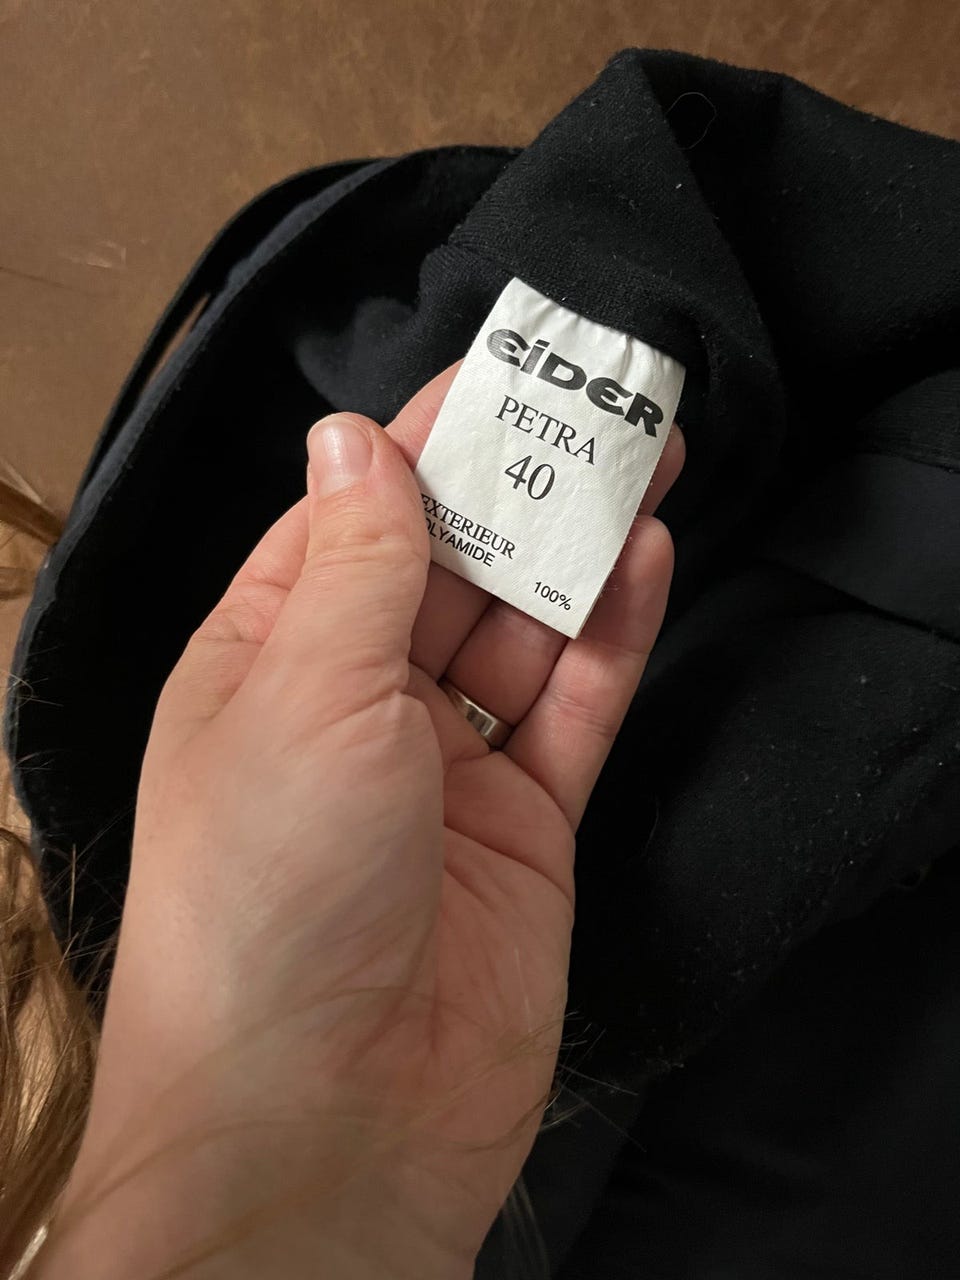 EiDER
PETRA
40
EXTERIEUR
OLYAMIDE
100%